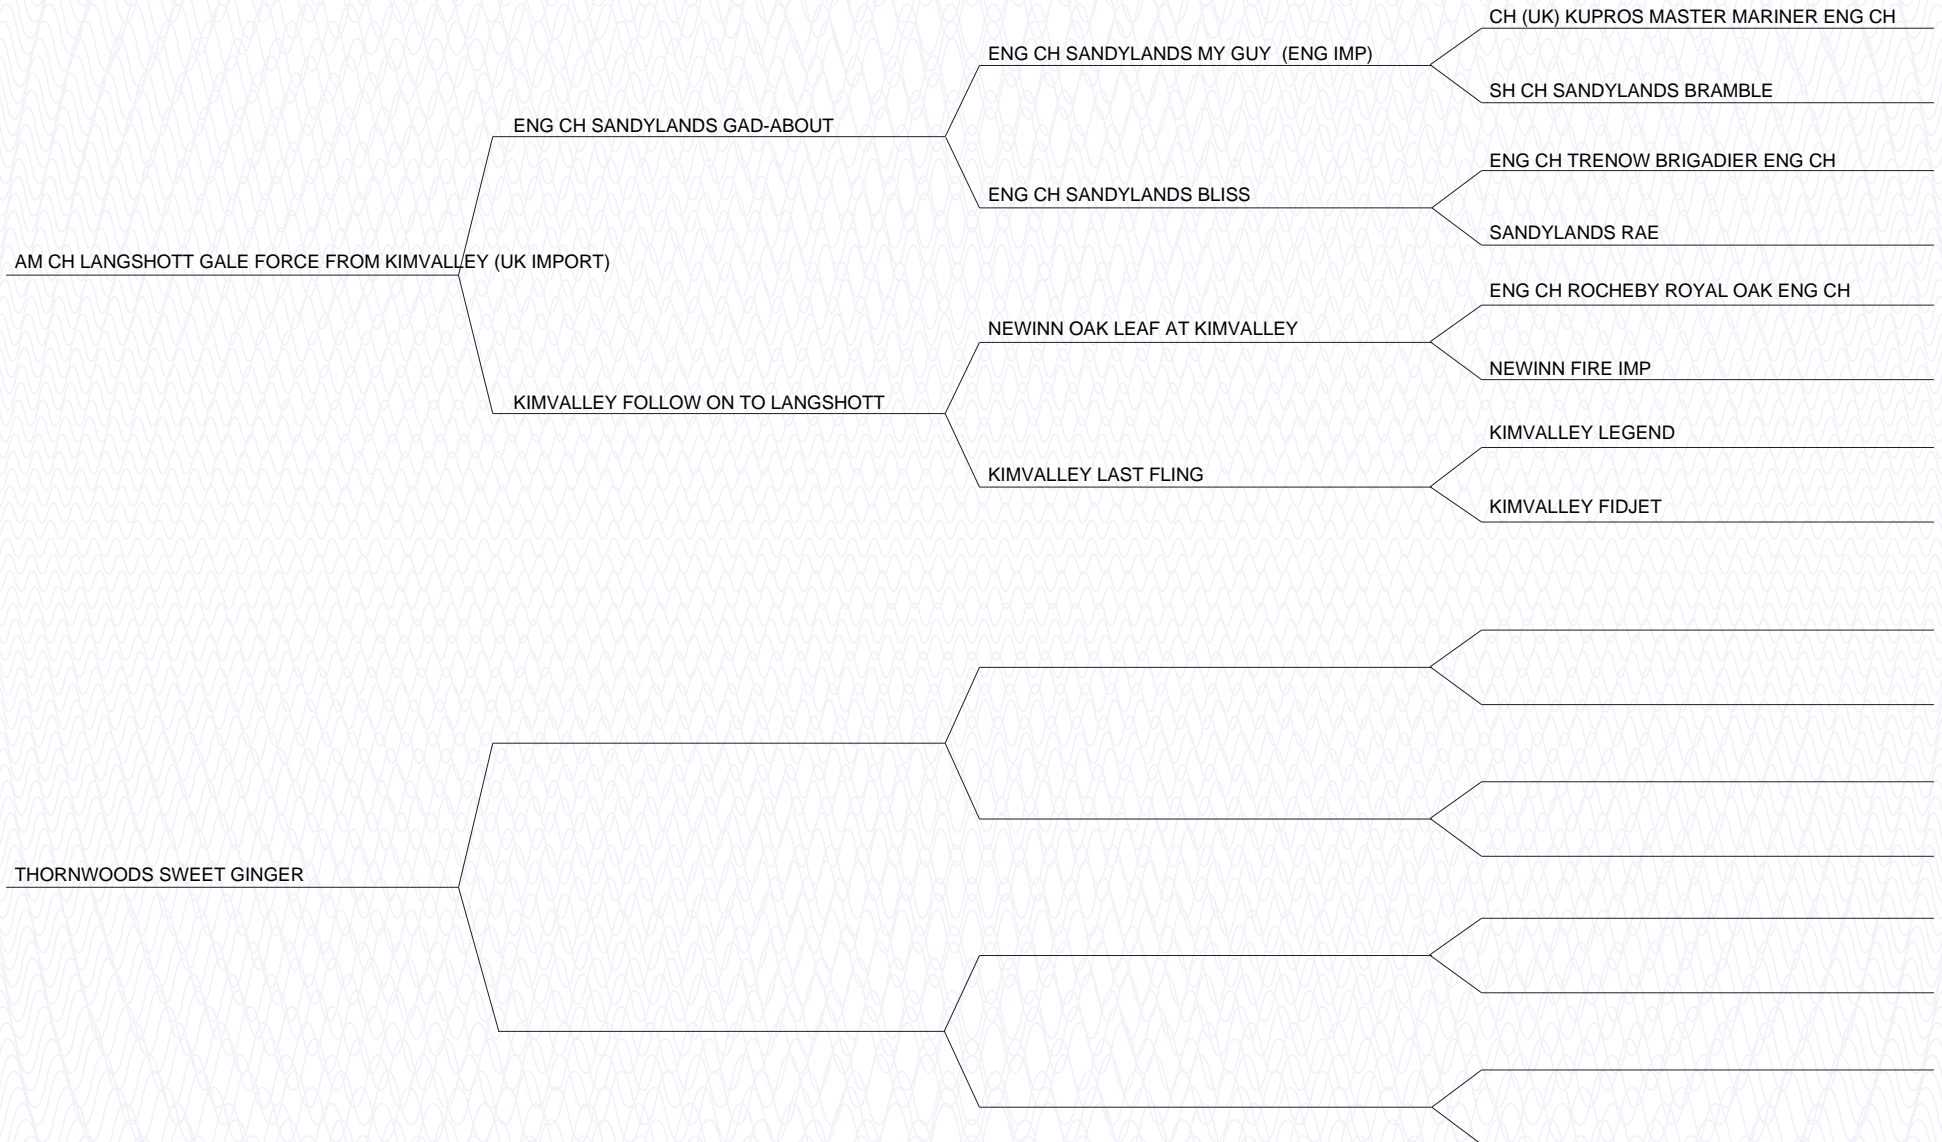 CH (UK) KUPROS MASTER MARINER ENG CH
ENG CH SANDYLANDS MY GUY  (ENG IMP)
SH CH SANDYLANDS BRAMBLE
ENG CH SANDYLANDS GAD-ABOUT
ENG CH TRENOW BRIGADIER ENG CH
ENG CH SANDYLANDS BLISS
SANDYLANDS RAE
AM CH LANGSHOTT GALE FORCE FROM KIMVALLEY (UK IMPORT)
ENG CH ROCHEBY ROYAL OAK ENG CH
NEWINN OAK LEAF AT KIMVALLEY
NEWINN FIRE IMP
KIMVALLEY FOLLOW ON TO LANGSHOTT
KIMVALLEY LEGEND
KIMVALLEY LAST FLING
KIMVALLEY FIDJET
THORNWOODS SWEET GINGER